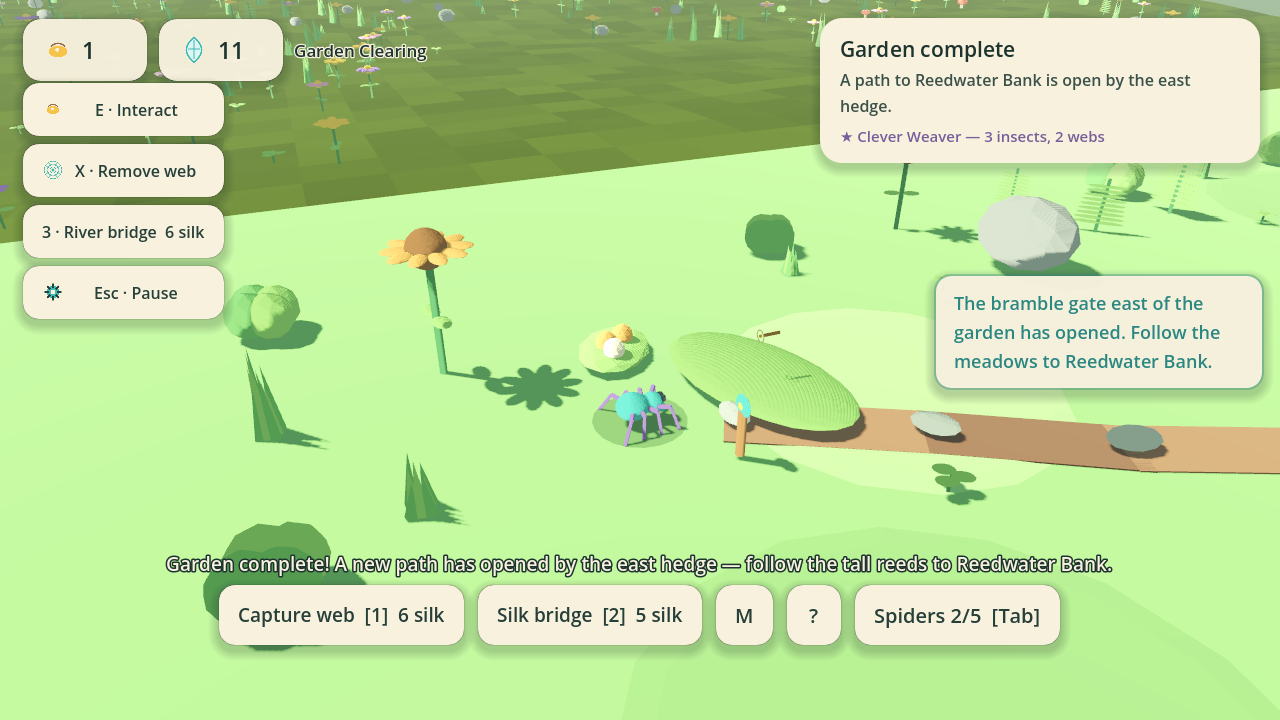 1
11
Garden Clearing
E · Interact
X · Remove web
3 · River bridge 6 silk
Esc · Pause
Garden complete
A path to Reedwater Bank is open by the east
hedge.
★ Clever Weaver — 3 insects, 2 webs
The bramble gate east of the
garden has opened. Follow the
meadows to Reedwater Bank.
Garden complete! A new path has opened by the east hedge — follow the tall reeds to Reedwater Bank.
Capture web [1] 6 silk
Silk bridge [2] 5 silk
M
?
Spiders 2/5 [Tab]